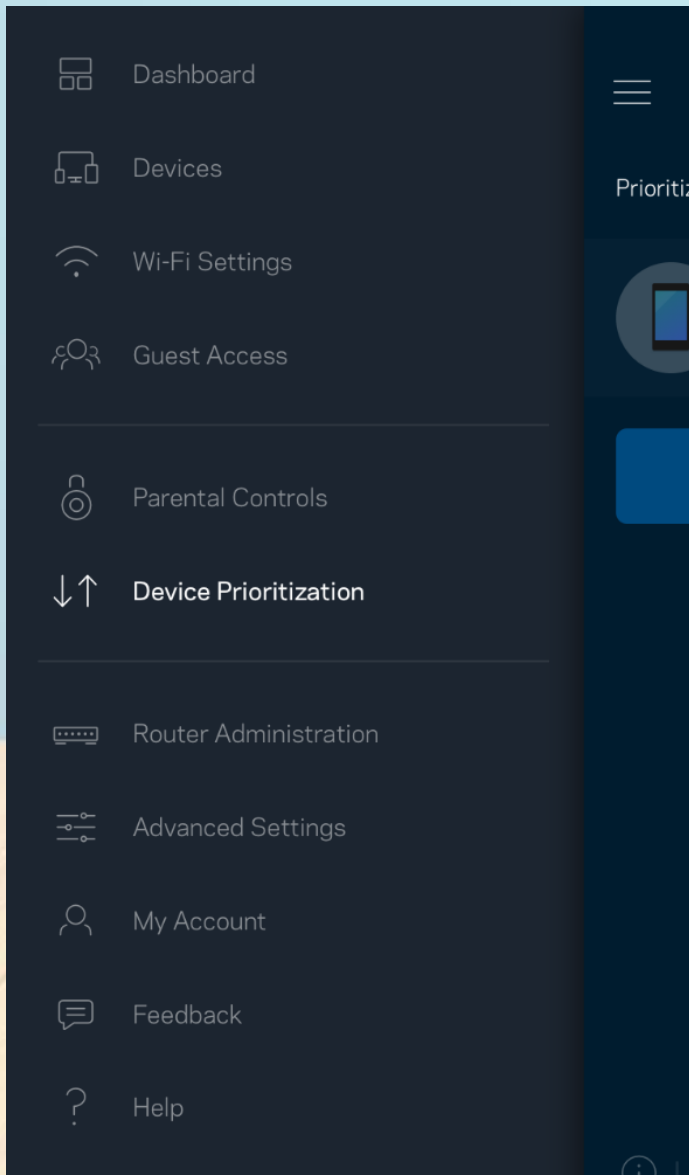 Dashboard
Devices
Wi-Fi Settings
Guest Access
Parental Controls
Device Prioritization
Router Administration
Advanced Settings
My Account
Feedback
Help